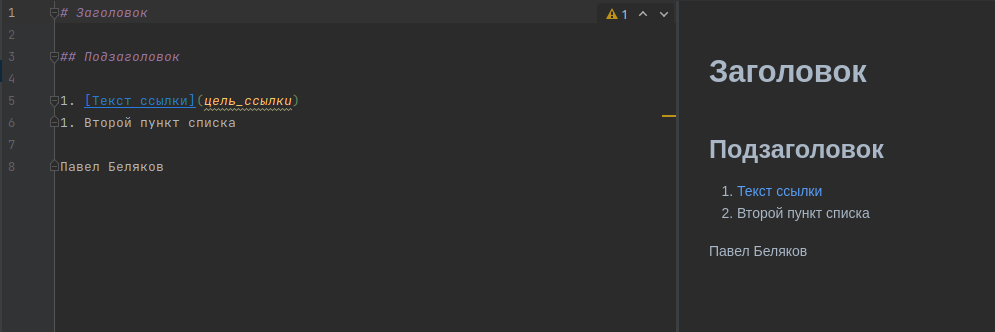 1 # Заголовок
2
3 ## Подзаголовок
4
5 1. [Текст ссылки](цель_ссылки)
6 1. Второй пункт списка
7
8 Павел Беляков
1
Заголовок
Подзаголовок
1. Текст ссылки
2. Второй пункт списка
Павел Беляков